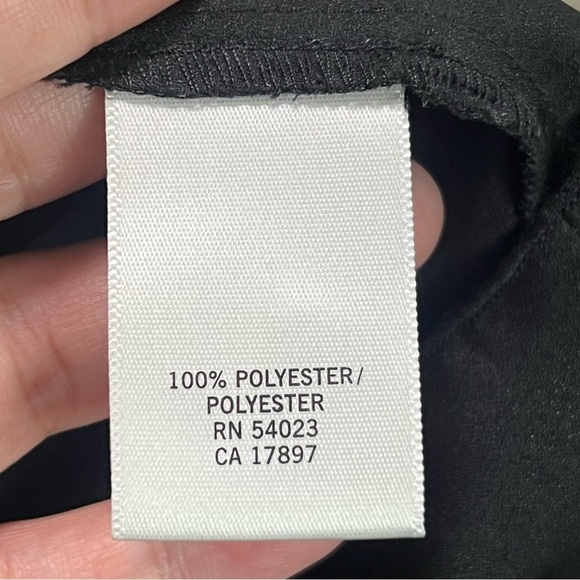 100% POLYESTER/
POLYESTER
RN 54023
CA 17897